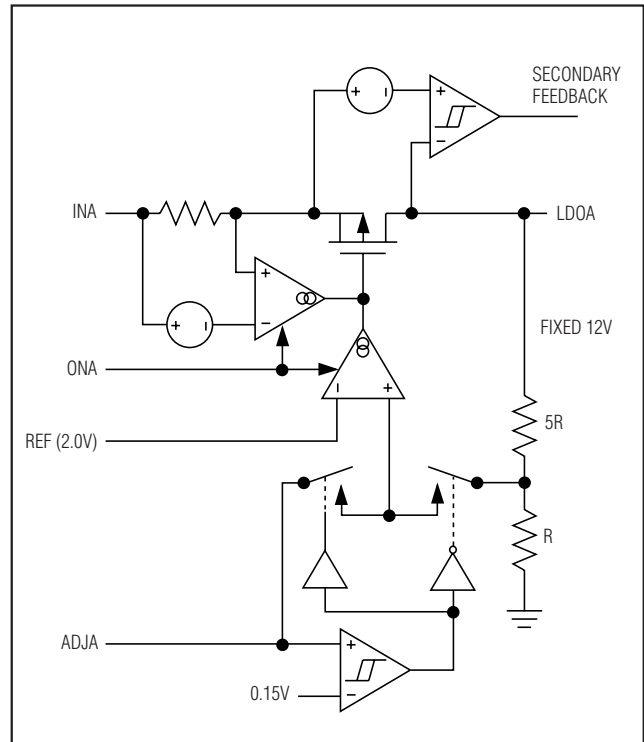 SECONDARY
FEEDBACK
+
−
+
−
INA
LDOA
+
−
+
−
FIXED 12V
ONA
−
+
5R
REF (2.0V)
R
ADJA
+
0.15V
−